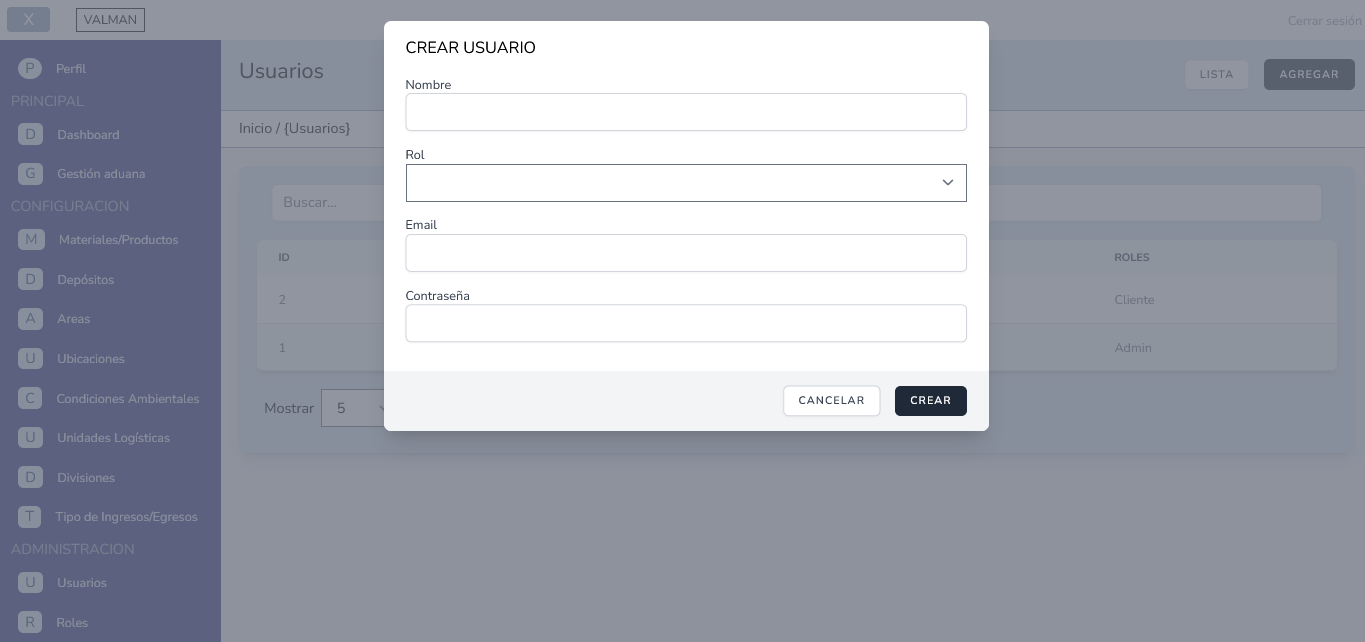 X
VALMAN
Cerrar sesión
P Perfil
PRINCIPAL
D Dashboard
G Gestión aduana
CONFIGURACION
M Materiales/Productos
D Depósitos
A Areas
U Ubicaciones
C Condiciones Ambientales
U Unidades Logísticas
D Divisiones
T Tipo de Ingresos/Egresos
ADMINISTRACION
U Usuarios
R Roles
Usuarios
LISTA
AGREGAR
Inicio / {Usuarios}
Buscar...
ID
ROLES
2
Cliente
1
Admin
Mostrar 5
CREAR USUARIO
Nombre
Rol
Email
Contraseña
CANCELAR
CREAR